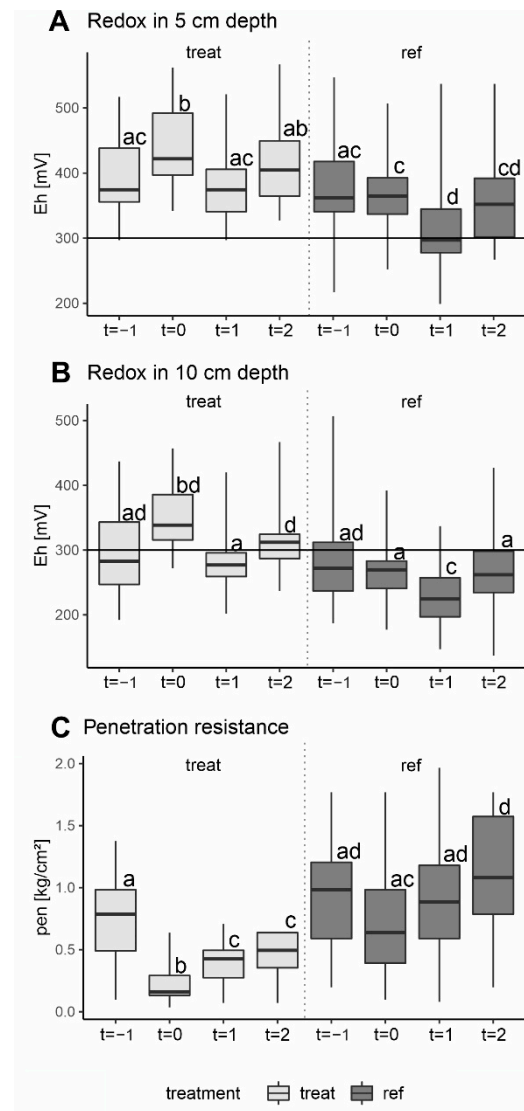 A Redox in 5 cm depth
treat ref
Eh [mV]
500
400
300
200
ac b ac ab ac c d cd
t=−1 t=0 t=1 t=2 t=−1 t=0 t=1 t=2
B Redox in 10 cm depth
treat ref
Eh [mV]
500
400
300
200
ad bd a d ad a c a
t=−1 t=0 t=1 t=2 t=−1 t=0 t=1 t=2
C Penetration resistance
treat ref
pen [kg/cm²]
2.0
1.5
1.0
0.5
0.0
a b c c ad ac ad d
t=−1 t=0 t=1 t=2 t=−1 t=0 t=1 t=2
treatment treat ref